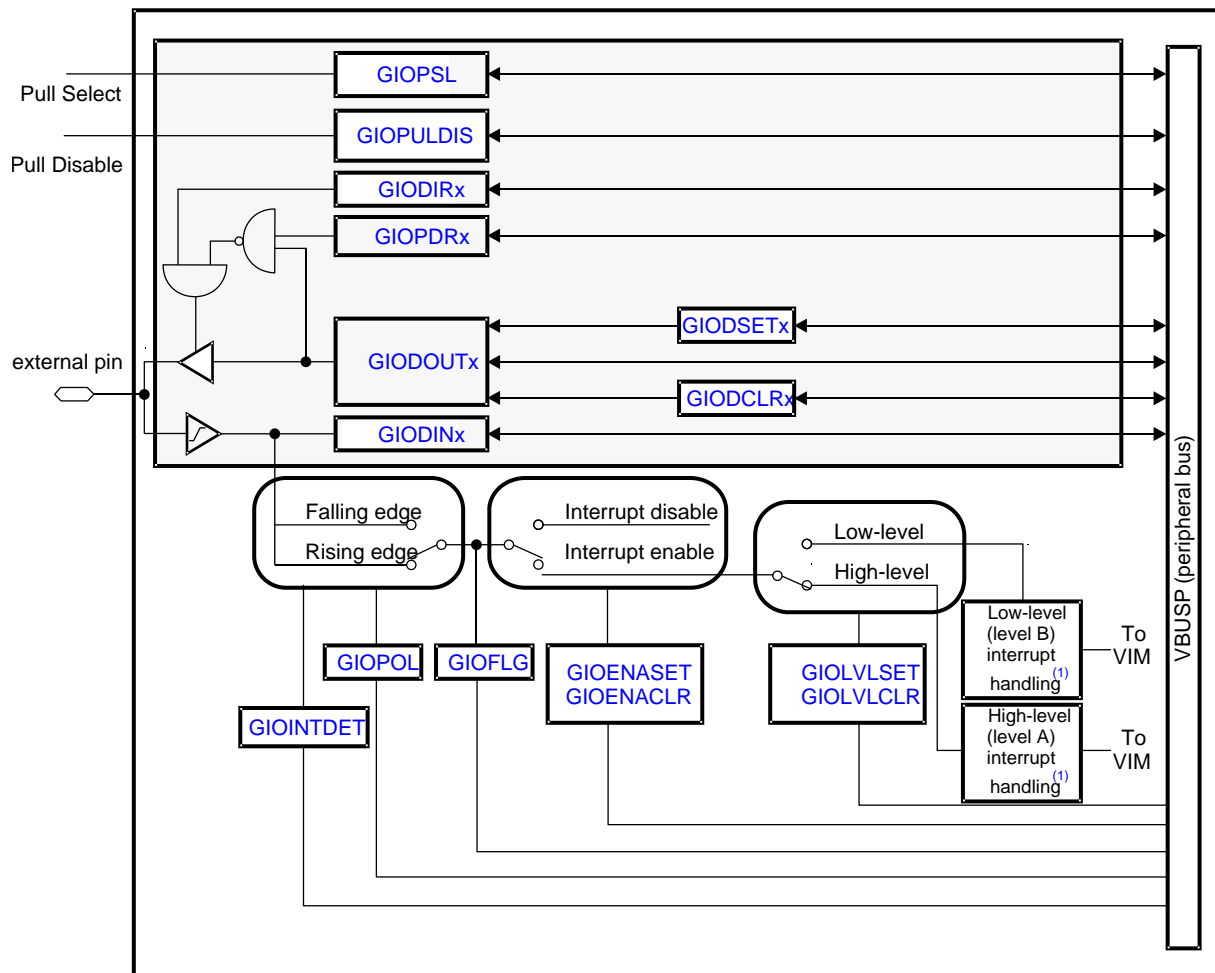 GIOPSL
Pull Select
GIOPULDIS
Pull Disable
GIODIRx
GIOPDRx
GIODSETx
external pin
GIODOUTx
GIODCLRx
GIODINx
VBUSP (peripheral bus)
Falling edge
Rising edge
Interrupt disable
Interrupt enable
Low-level
High-level
GIOPOL
GIOFLG
GIOENASET
GIOENACLR
GIOLVLSET
GIOLVLCLR
Low-level
(level B)
interrupt
handling(1)
To
VIM
GIOINTDET
High-level
(level A)
interrupt
handling(1)
To
VIM